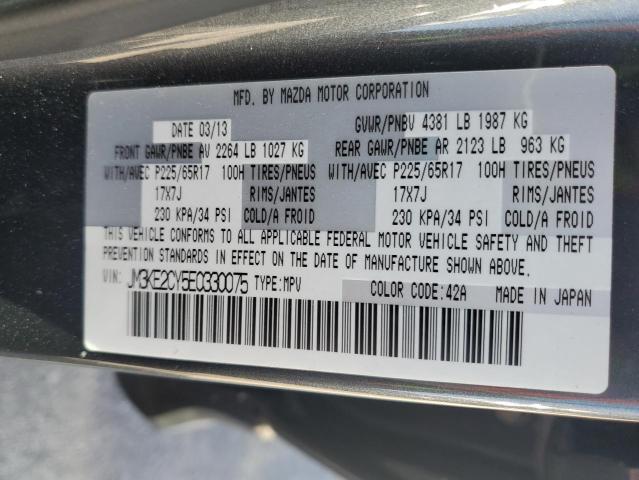 MFD. BY MAZDA MOTOR CORPORATION
DATE 03/13 GVWR/PNBV 4381 LB 1987 KG
FRONT GAWR/PNBE AV 2264 LB 1027 KG REAR GAWR/PNBE AR 2123 LB 963 KG
WITH/AVEC P225/65R17 100H TIRES/PNEUS WITH/AVEC P225/65R17 100H TIRES/PNEUS
17X7J RIMS/JANTES 17X7J RIMS/JANTES
230 KPA/34 PSI COLD/A FROID 230 KPA/34 PSI COLD/A FROID
THIS VEHICLE CONFORMS TO ALL APPLICABLE FEDERAL MOTOR VEHICLE SAFETY AND THEFT
PREVENTION STANDARDS IN EFFECT ON THE DATE OF MANUFACTURE SHOWN ABOVE.
VIN: JM3KE2CY5E0330075 TYPE:MPV COLOR CODE:42A MADE IN JAPAN